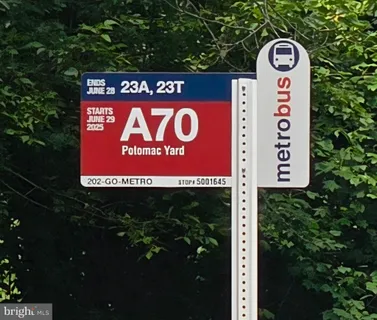 ENDS
JUNE 28
23A, 23T
STARTS
JUNE 29
2025
A70
Potomac Yard
202-GO-METRO
STOP# 5001645
metrobus
bright MLS